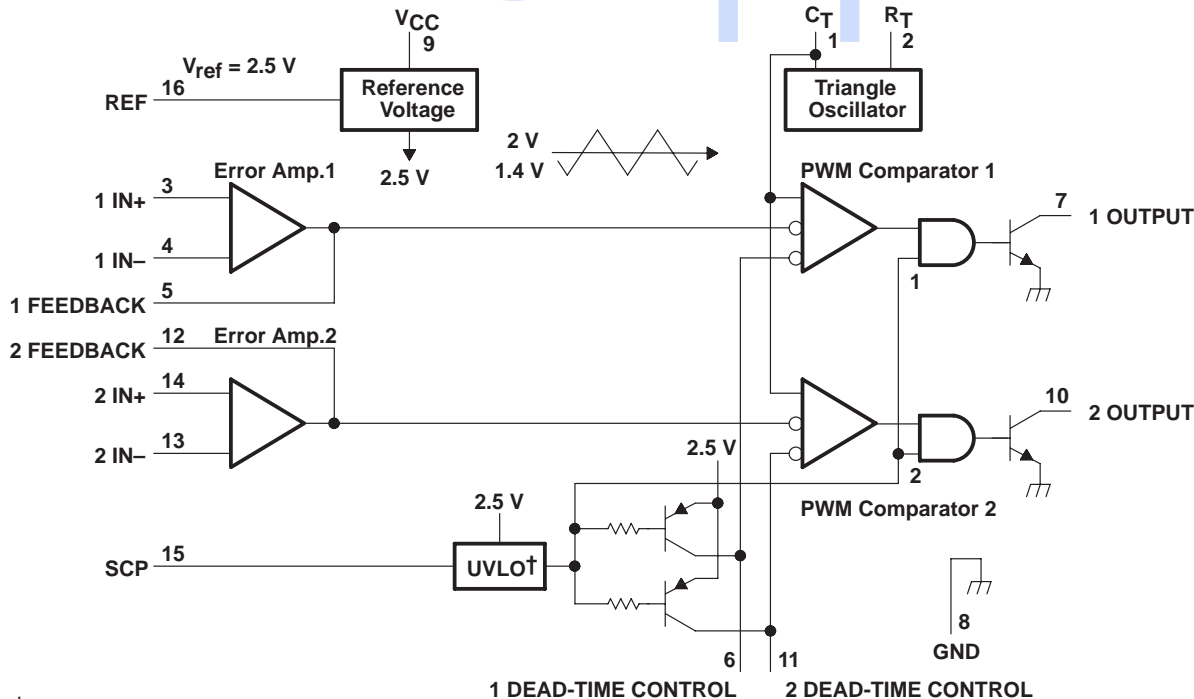 VCC
9
CT
1
RT
2
Vref = 2.5 V
REF
16
Reference
Voltage
2.5 V
2 V
1.4 V
Triangle
Oscillator
Error Amp.1
PWM Comparator 1
1 IN+
3
1 IN–
4
1 FEEDBACK
5
7
1 OUTPUT
1
2 FEEDBACK
12
Error Amp.2
2 IN+
14
2 IN–
13
10
2 OUTPUT
2
2.5 V
PWM Comparator 2
2.5 V
SCP
15
UVLO†
8
GND
6
11
1 DEAD-TIME CONTROL
2 DEAD-TIME CONTROL